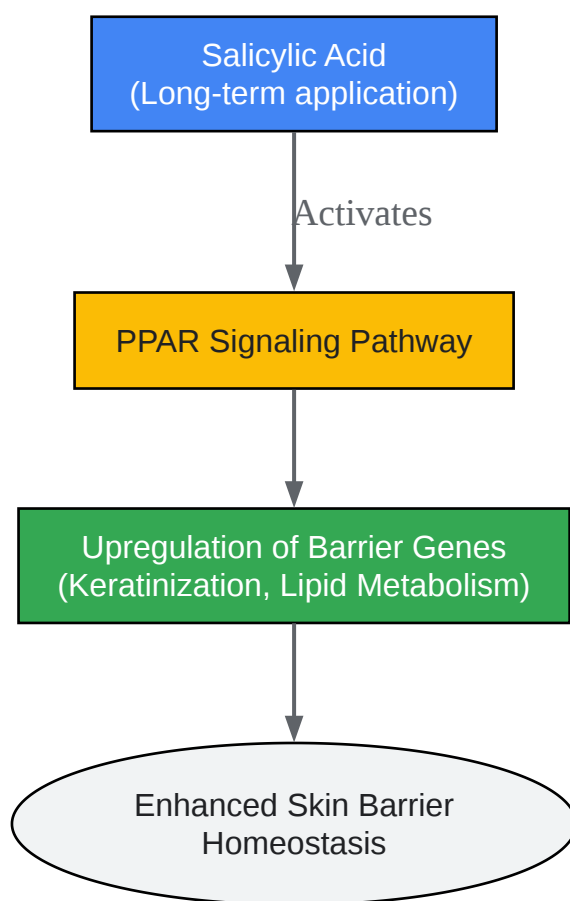 Salicylic Acid
(Long-term application)
Activates
PPAR Signaling Pathway
Upregulation of Barrier Genes
(Keratinization, Lipid Metabolism)
Enhanced Skin Barrier
Homeostasis